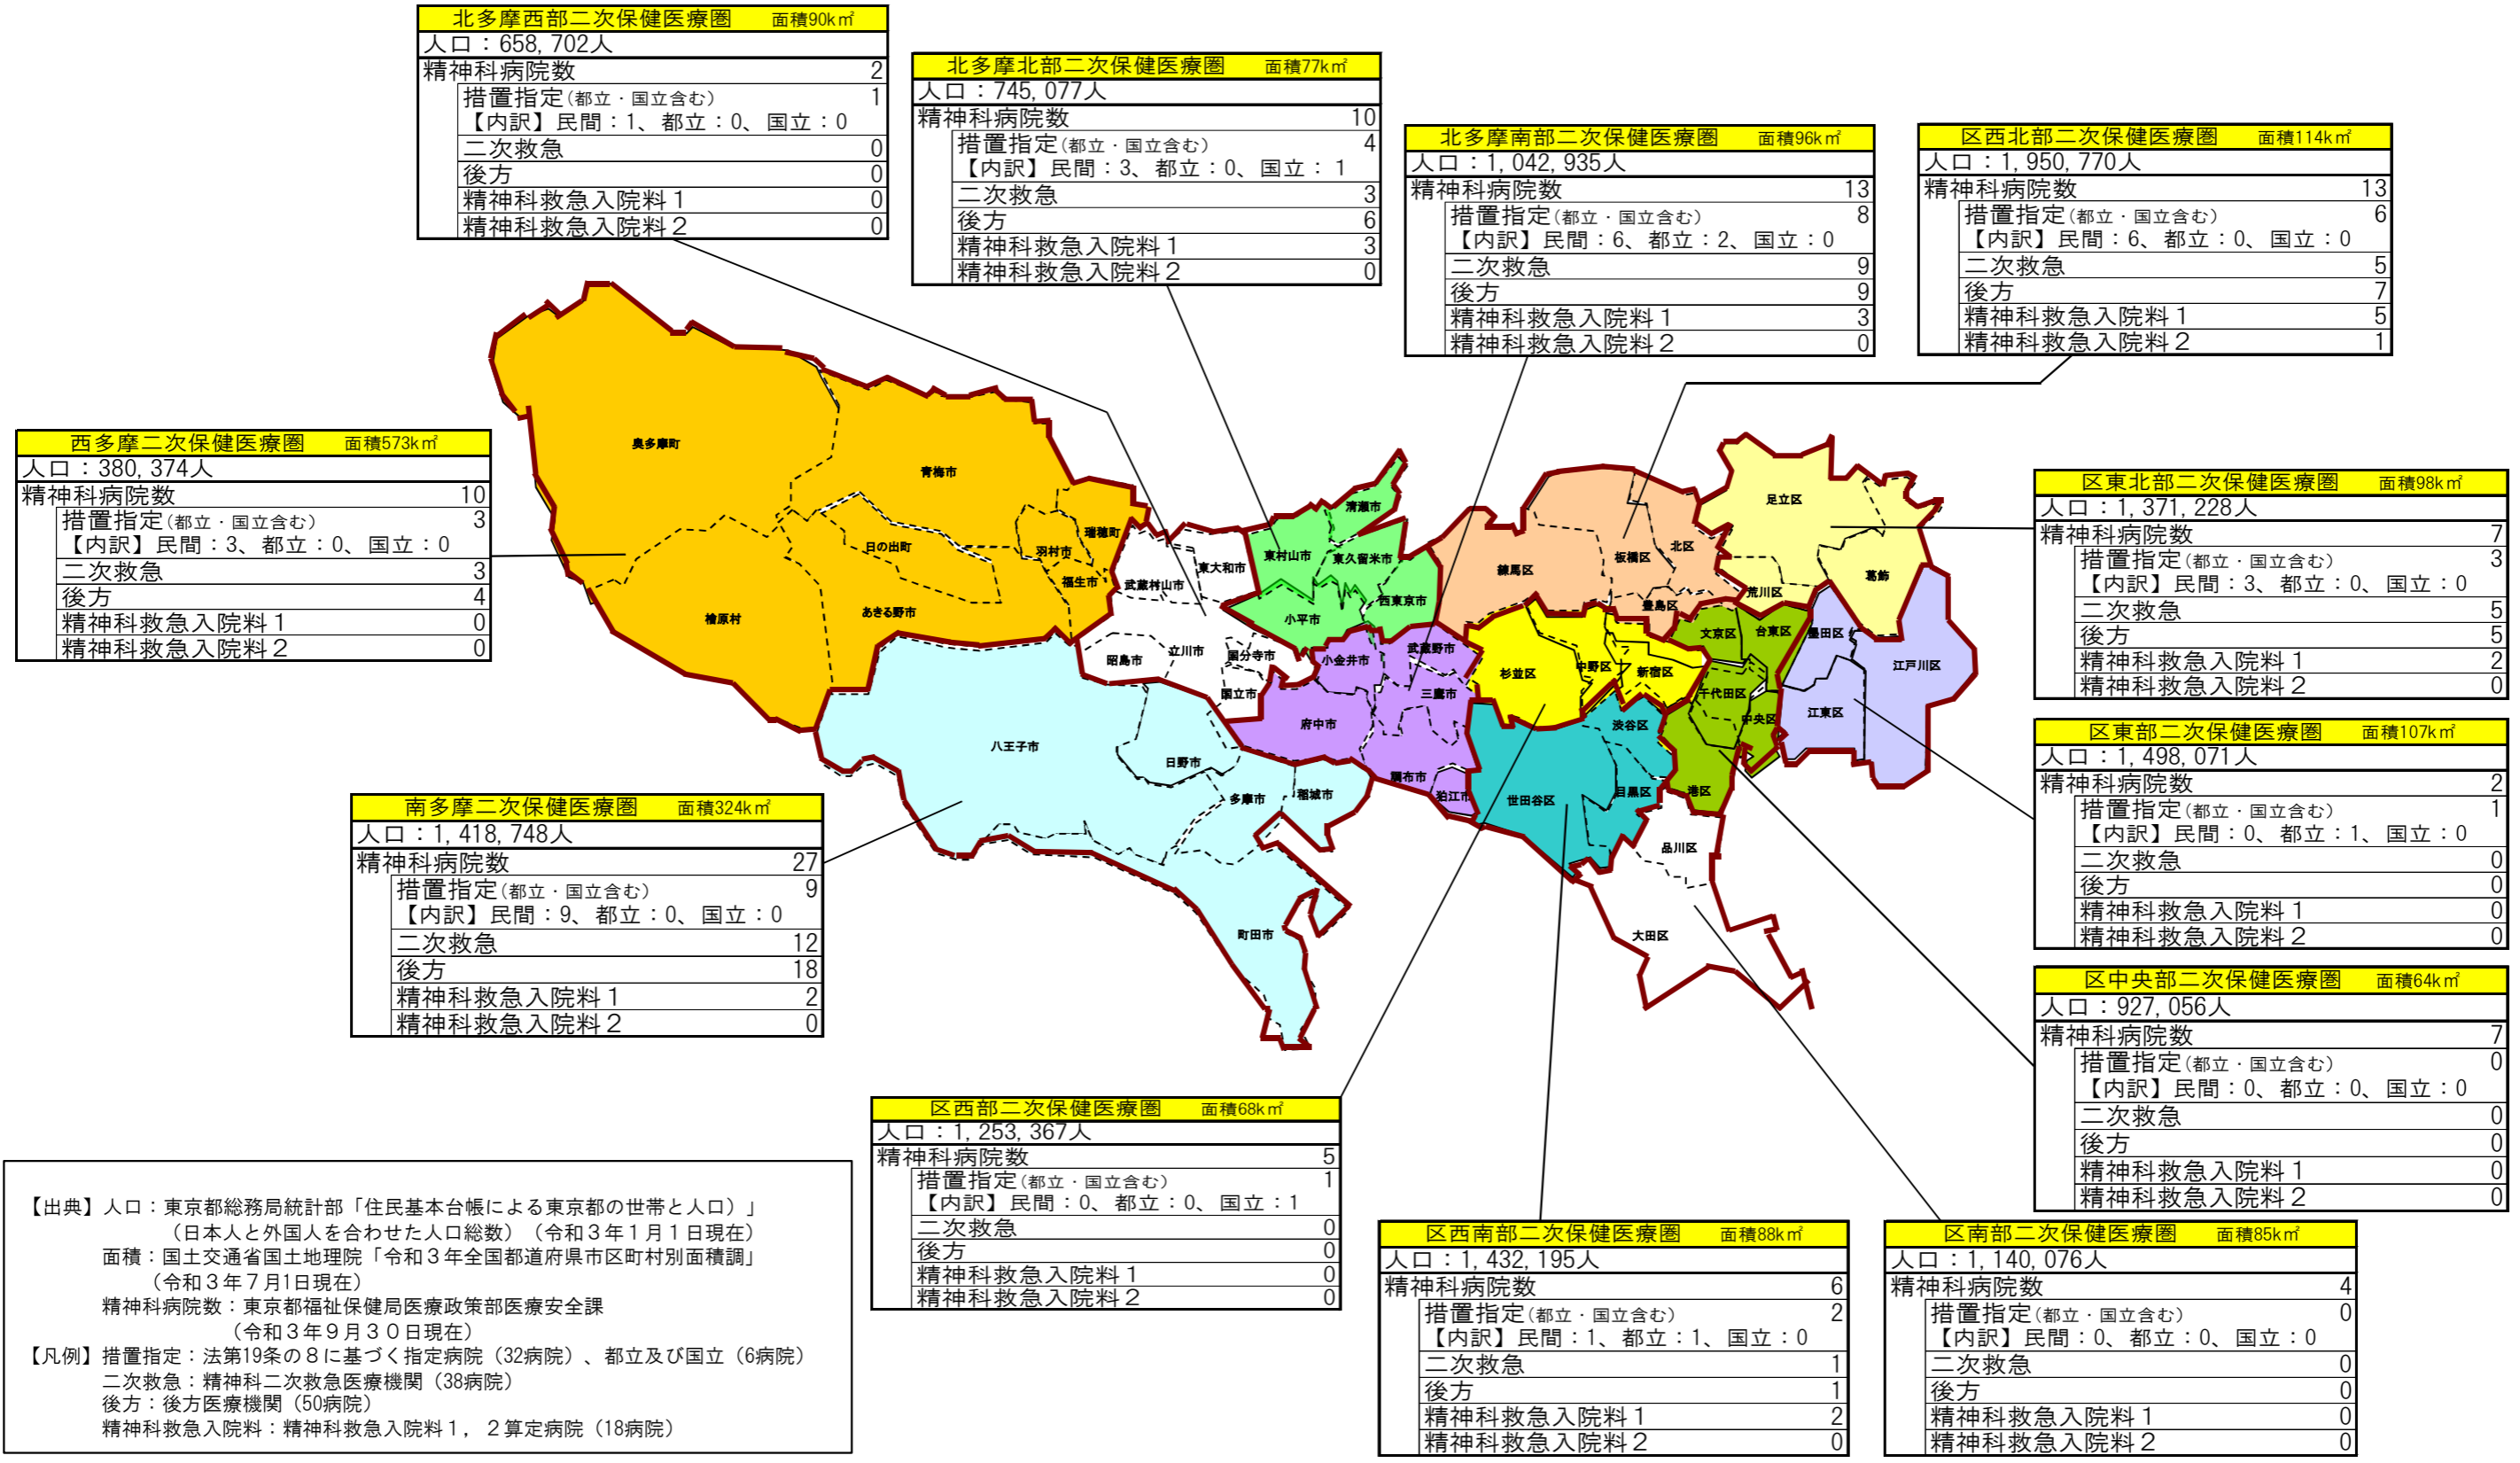 北多摩西部二次保健医療圏 面積90k㎡
人口：658,702人
精神科病院数 2
措置指定(都立・国立含む) 1
【内訳】民間：1、都立：0、国立：0
二次救急 0
後方 0
精神科救急入院料１ 0
精神科救急入院料２ 0
北多摩北部二次保健医療圏 面積77k㎡
人口：745,077人
精神科病院数 10
措置指定(都立・国立含む) 4
【内訳】民間：3、都立：0、国立：1
二次救急 3
後方 6
精神科救急入院料１ 3
精神科救急入院料２ 0
北多摩南部二次保健医療圏 面積96k㎡
人口：1,042,935人
精神科病院数 13
措置指定(都立・国立含む) 8
【内訳】民間：6、都立：2、国立：0
二次救急 9
後方 9
精神科救急入院料１ 3
精神科救急入院料２ 0
区西北部二次保健医療圏 面積114k㎡
人口：1,950,770人
精神科病院数 13
措置指定(都立・国立含む) 6
【内訳】民間：6、都立：0、国立：0
二次救急 5
後方 7
精神科救急入院料１ 5
精神科救急入院料２ 1
西多摩二次保健医療圏 面積573k㎡
人口：380,374人
精神科病院数 10
措置指定(都立・国立含む) 3
【内訳】民間：3、都立：0、国立：0
二次救急 3
後方 4
精神科救急入院料１ 0
精神科救急入院料２ 0
奥多摩町
青梅市
瑞穂町
日の出町
羽村市
福生市
檜原村
あきる野市
武蔵村山市
東大和市
昭島市
立川市
国分寺市
国立市
清瀬市
東村山市
東久留米市
西東京市
小平市
小金井市
武蔵野市
三鷹市
府中市
調布市
狛江市
八王子市
日野市
多摩市
稲城市
町田市
練馬区
板橋区
北区
豊島区
足立区
荒川区
葛飾
文京区
台東区
墨田区
江戸川区
江東区
杉並区
中野区
新宿区
千代田区
中央区
港区
渋谷区
目黒区
世田谷区
品川区
大田区
区東北部二次保健医療圏 面積98k㎡
人口：1,371,228人
精神科病院数 7
措置指定(都立・国立含む) 3
【内訳】民間：3、都立：0、国立：0
二次救急 5
後方 5
精神科救急入院料１ 2
精神科救急入院料２ 0
区東部二次保健医療圏 面積107k㎡
人口：1,498,071人
精神科病院数 2
措置指定(都立・国立含む) 1
【内訳】民間：0、都立：1、国立：0
二次救急 0
後方 0
精神科救急入院料１ 0
精神科救急入院料２ 0
南多摩二次保健医療圏 面積324k㎡
人口：1,418,748人
精神科病院数 27
措置指定(都立・国立含む) 9
【内訳】民間：9、都立：0、国立：0
二次救急 12
後方 18
精神科救急入院料１ 2
精神科救急入院料２ 0
区中央部二次保健医療圏 面積64k㎡
人口：927,056人
精神科病院数 7
措置指定(都立・国立含む) 0
【内訳】民間：0、都立：0、国立：0
二次救急 0
後方 0
精神科救急入院料１ 0
精神科救急入院料２ 0
区西部二次保健医療圏 面積68k㎡
人口：1,253,367人
精神科病院数 5
措置指定(都立・国立含む) 1
【内訳】民間：0、都立：0、国立：1
二次救急 0
後方 0
精神科救急入院料１ 0
精神科救急入院料２ 0
区西南部二次保健医療圏 面積88k㎡
人口：1,432,195人
精神科病院数 6
措置指定(都立・国立含む) 2
【内訳】民間：1、都立：1、国立：0
二次救急 1
後方 1
精神科救急入院料１ 2
精神科救急入院料２ 0
区南部二次保健医療圏 面積85k㎡
人口：1,140,076人
精神科病院数 4
措置指定(都立・国立含む) 0
【内訳】民間：0、都立：0、国立：0
二次救急 0
後方 0
精神科救急入院料１ 0
精神科救急入院料２ 0
【出典】人口：東京都総務局統計部「住民基本台帳による東京都の世帯と人口）」
（日本人と外国人を合わせた人口総数）（令和３年１月１日現在）
面積：国土交通省国土地理院「令和３年全国都道府県市区町村別面積調」
（令和３年７月1日現在）
精神科病院数：東京都福祉保健局医療政策部医療安全課
（令和３年９月３０日現在）
【凡例】措置指定：法第19条の８に基づく指定病院（32病院）、都立及び国立（6病院）
二次救急：精神科二次救急医療機関（38病院）
後方：後方医療機関（50病院）
精神科救急入院料：精神科救急入院料１，２算定病院（18病院）